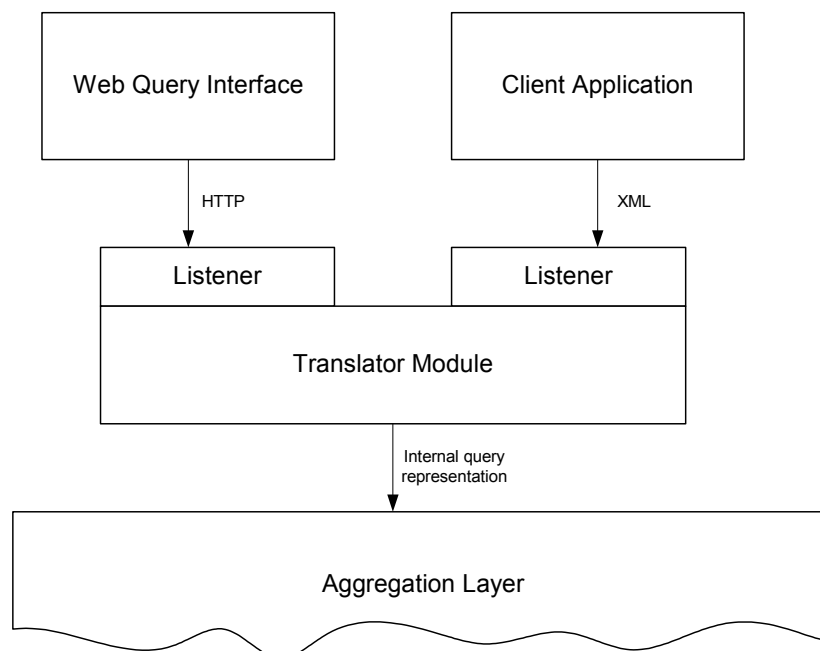 Web Query Interface
Client Application
HTTP
XML
Listener
Listener
Translator Module
Internal query
representation
Aggregation Layer